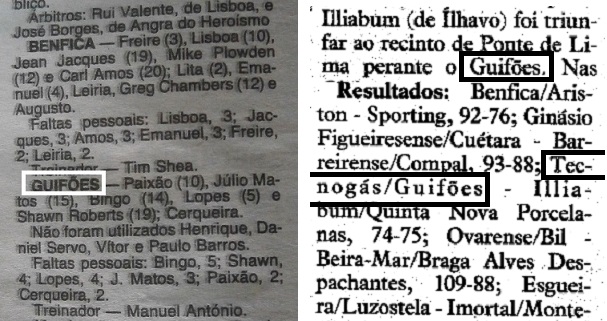 blico.
Árbitros: Rui Valente, de Lisboa, e
José Borges, de Angra do Heroísmo
BENFICA — Freire (3), Lisboa (10),
Jean Jacques (19), Mike Plowden
(12) e Carl Amos (20); Lita (2), Ema-
nuel (4), Leiria, Greg Chambers (12) e
Augusto.
Faltas pessoais: Lisboa, 3; Jac-
ques, 3; Amos, 3; Emanuel, 3; Freire,
2; Leiria, 2.
Treinador — Tim Shea.
GUIFÕES — Paixão (10), Júlio Ma-
tos (15), Bingo (14), Lopes (5) e
Shawn Roberts (19); Cerqueira.
Não foram utilizados Henrique, Da-
niel Servo, Vítor e Paulo Barros.
Faltas pessoais: Bingo, 5; Shawn,
4; Lopes, 4; J. Matos, 3; Paixão, 2;
Cerqueira, 2.
Treinador — Manuel António.
Illiabum (de Ílhavo) foi triun-
far ao recinto de Ponte de Li-
ma perante o Guifões. Nas
Resultados: Benfica/Aris-
ton - Sporting, 92-76; Ginásio
Figueiresense/Cuétara - Bar-
reirense/Compal, 93-88; Tec-
nogás/Guifões - Illia-
bum/Quinta Nova Porcela-
nas, 74-75; Ovarense/Bil -
Beira-Mar/Braga Alves Des-
pachantes, 109-88; Esguei-
ra/Luzostela - Imortal/Monte-